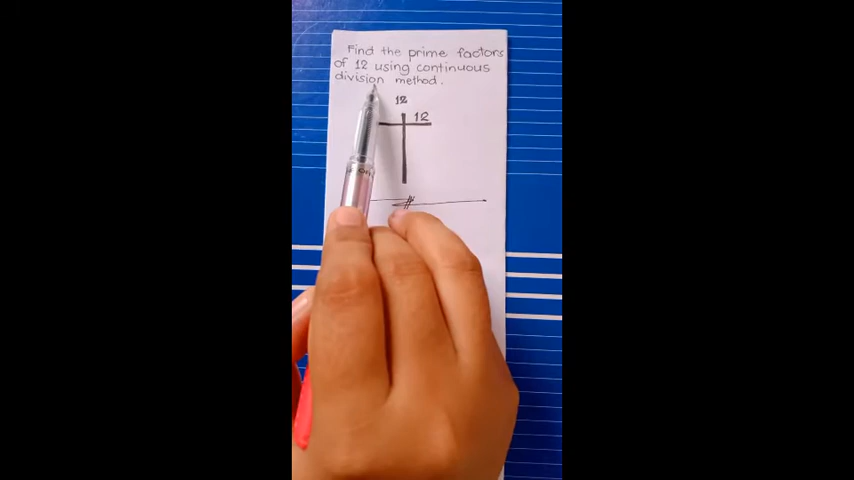 Find the prime factors
of 12 using continuous
division method.
12
12